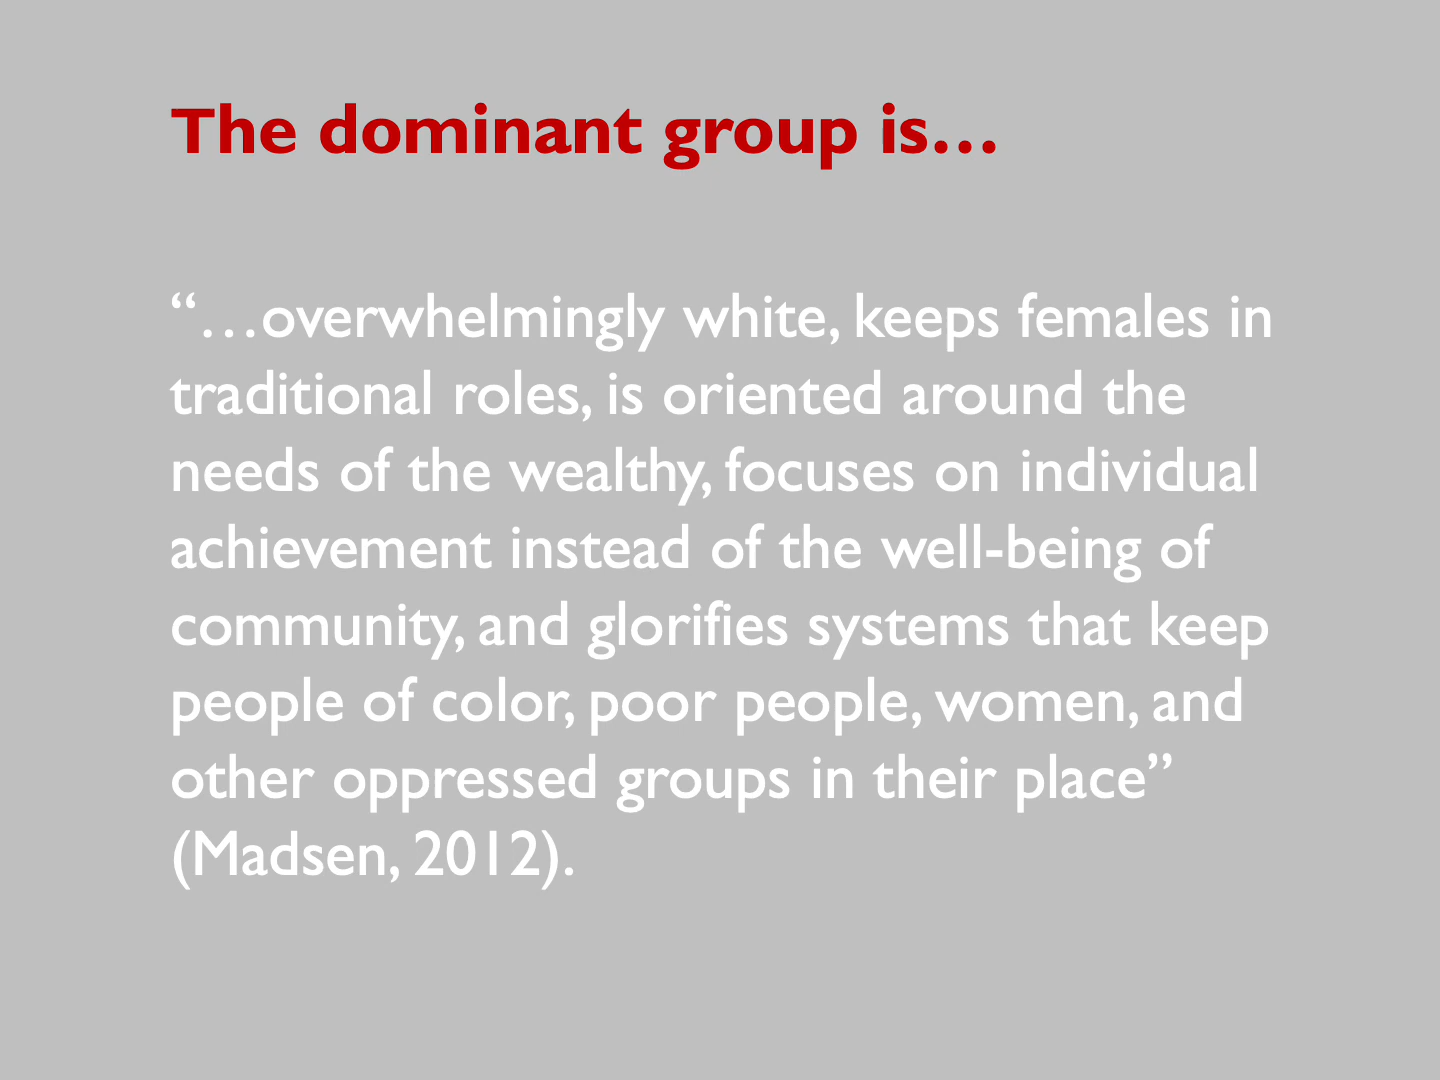 The dominant group is…
“…overwhelmingly white, keeps females in
traditional roles, is oriented around the
needs of the wealthy, focuses on individual
achievement instead of the well-being of
community, and glorifies systems that keep
people of color, poor people, women, and
other oppressed groups in their place”
(Madsen, 2012).